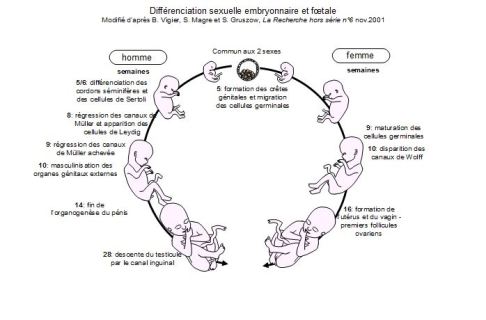 Différenciation sexuelle embryonnaire et fœtale
Modifié d'après B. Vigier, S. Magre et S. Gruszow, La Recherche hors série n°6 nov.2001
homme
semaines
Commun aux 2 sexes
femme
semaines
5/6: différenciation des
cordons séminifères et
des cellules de Sertoli
5: formation des crêtes
génitales et migration
des cellules germinales
8: régression des canaux de
Müller et apparition des
cellules de Leydig
9: maturation des
cellules germinales
9: régression des canaux
de Müller achevée
10: disparition des
canaux de Wolff
10: masculinisation des
organes génitaux externes
14: fin de
l'organogenèse du pénis
16: formation de
l'utérus et du vagin -
premiers follicules
ovariens
28: descente du testicule
par le canal inguinal